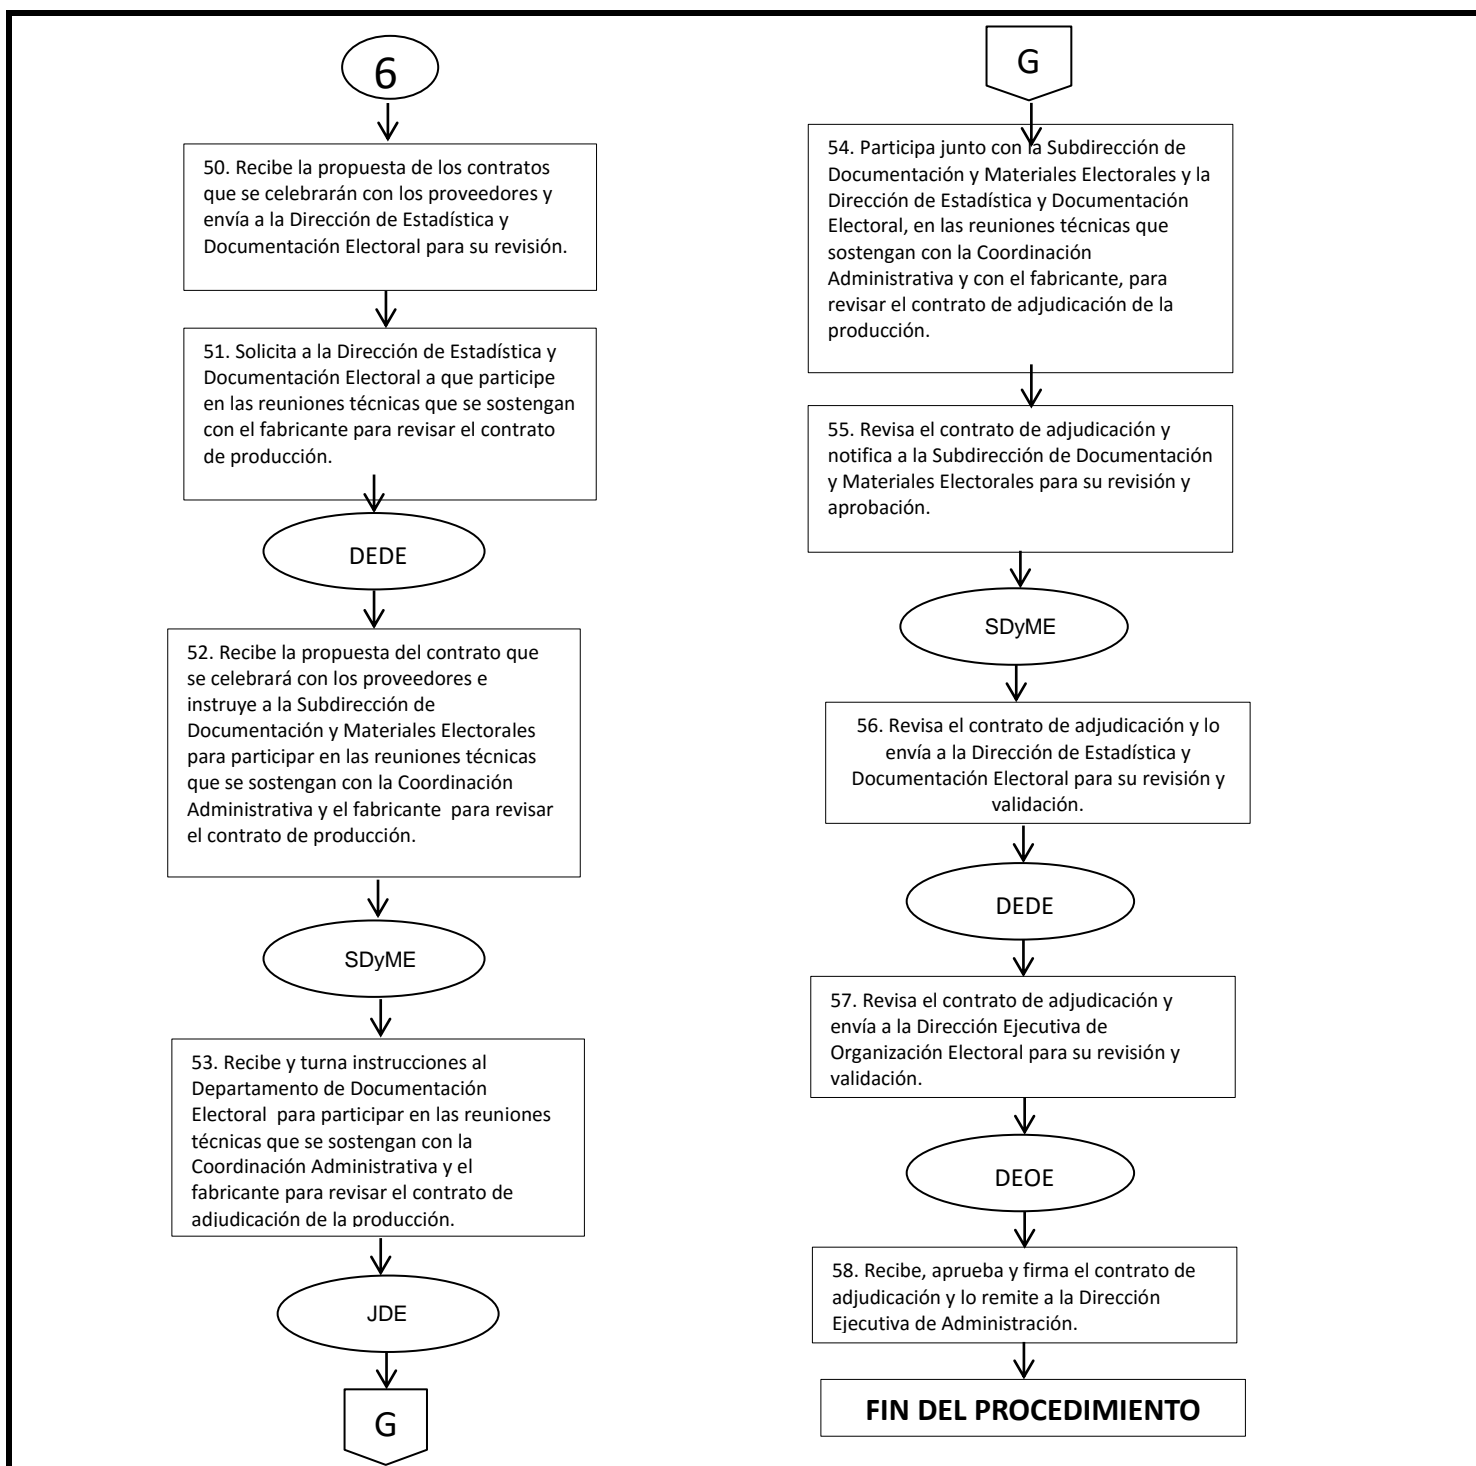 6
50. Recibe la propuesta de los contratos
que se celebrarán con los proveedores y
envía a la Dirección de Estadística y
Documentación Electoral para su revisión.
51. Solicita a la Dirección de Estadística y
Documentación Electoral a que participe
en las reuniones técnicas que se sostengan
con el fabricante para revisar el contrato
de producción.
DEDE
52. Recibe la propuesta del contrato que
se celebrará con los proveedores e
instruye a la Subdirección de
Documentación y Materiales Electorales
para participar en las reuniones técnicas
que se sostengan con la Coordinación
Administrativa y el fabricante  para revisar
el contrato de producción.
SDyME
53. Recibe y turna instrucciones al
Departamento de Documentación
Electoral  para participar en las reuniones
técnicas que se sostengan con la
Coordinación Administrativa y el
fabricante para revisar el contrato de
adjudicación de la producción.
JDE
G
G
54. Participa junto con la Subdirección de
Documentación y Materiales Electorales y la
Dirección de Estadística y Documentación
Electoral, en las reuniones técnicas que
sostengan con la Coordinación
Administrativa y con el fabricante, para
revisar el contrato de adjudicación de la
producción.
55. Revisa el contrato de adjudicación y
notifica a la Subdirección de Documentación
y Materiales Electorales para su revisión y
aprobación.
SDyME
56. Revisa el contrato de adjudicación y lo
envía a la Dirección de Estadística y
Documentación Electoral para su revisión y
validación.
DEDE
57. Revisa el contrato de adjudicación y
envía a la Dirección Ejecutiva de
Organización Electoral para su revisión y
validación.
DEOE
58. Recibe, aprueba y firma el contrato de
adjudicación y lo remite a la Dirección
Ejecutiva de Administración.
FIN DEL PROCEDIMIENTO